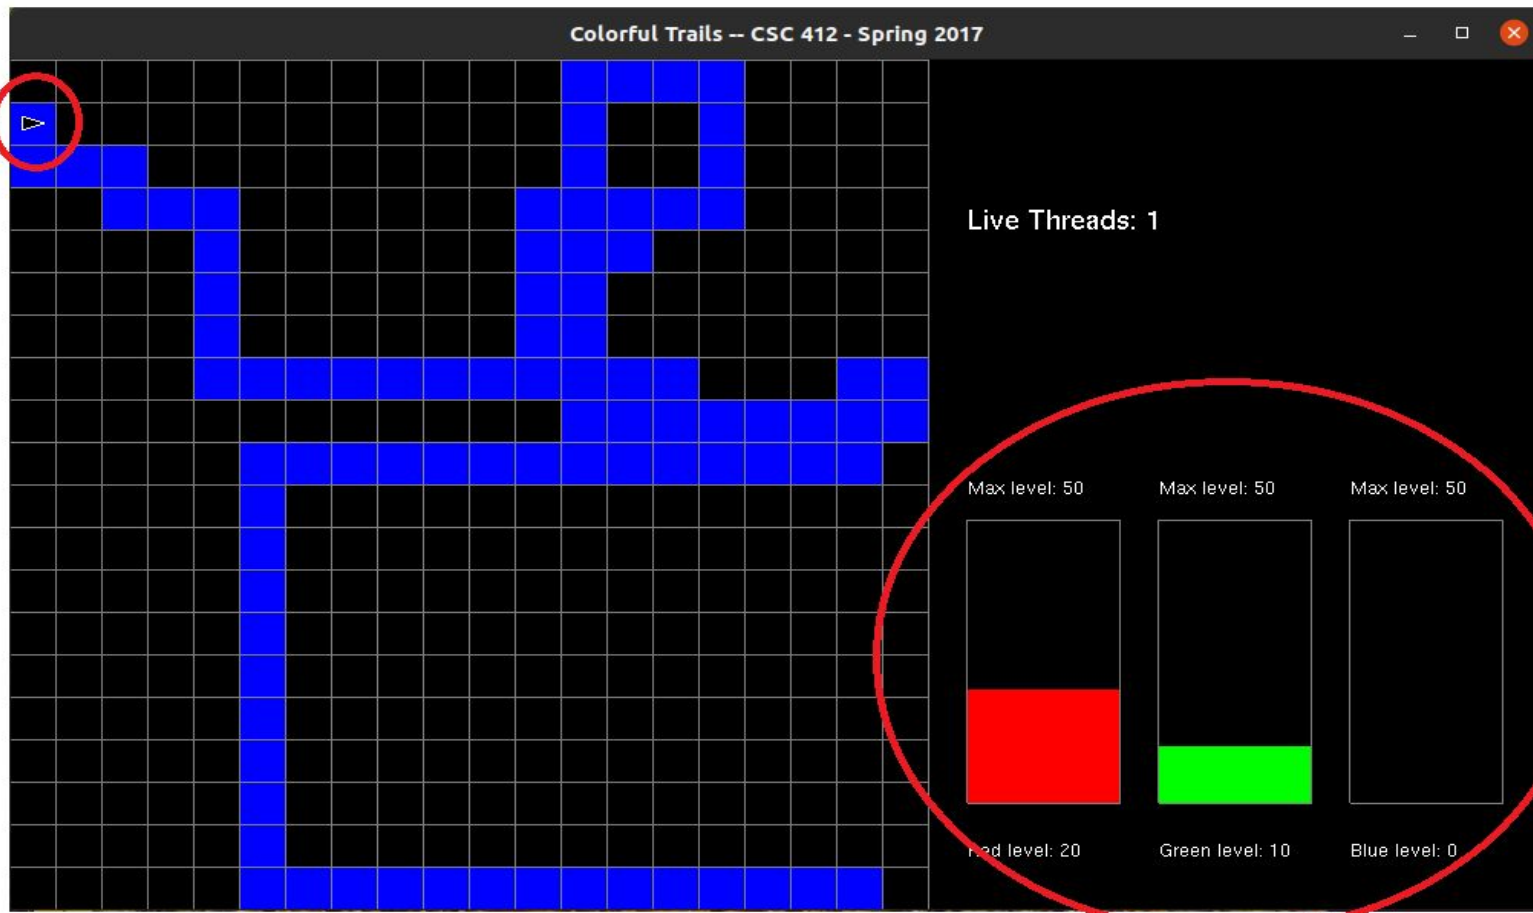 Colorful Trails -- CSC 412 - Spring 2017
Live Threads: 1
Max level: 50
Max level: 50
Max level: 50
Red level: 20
Green level: 10
Blue level: 0